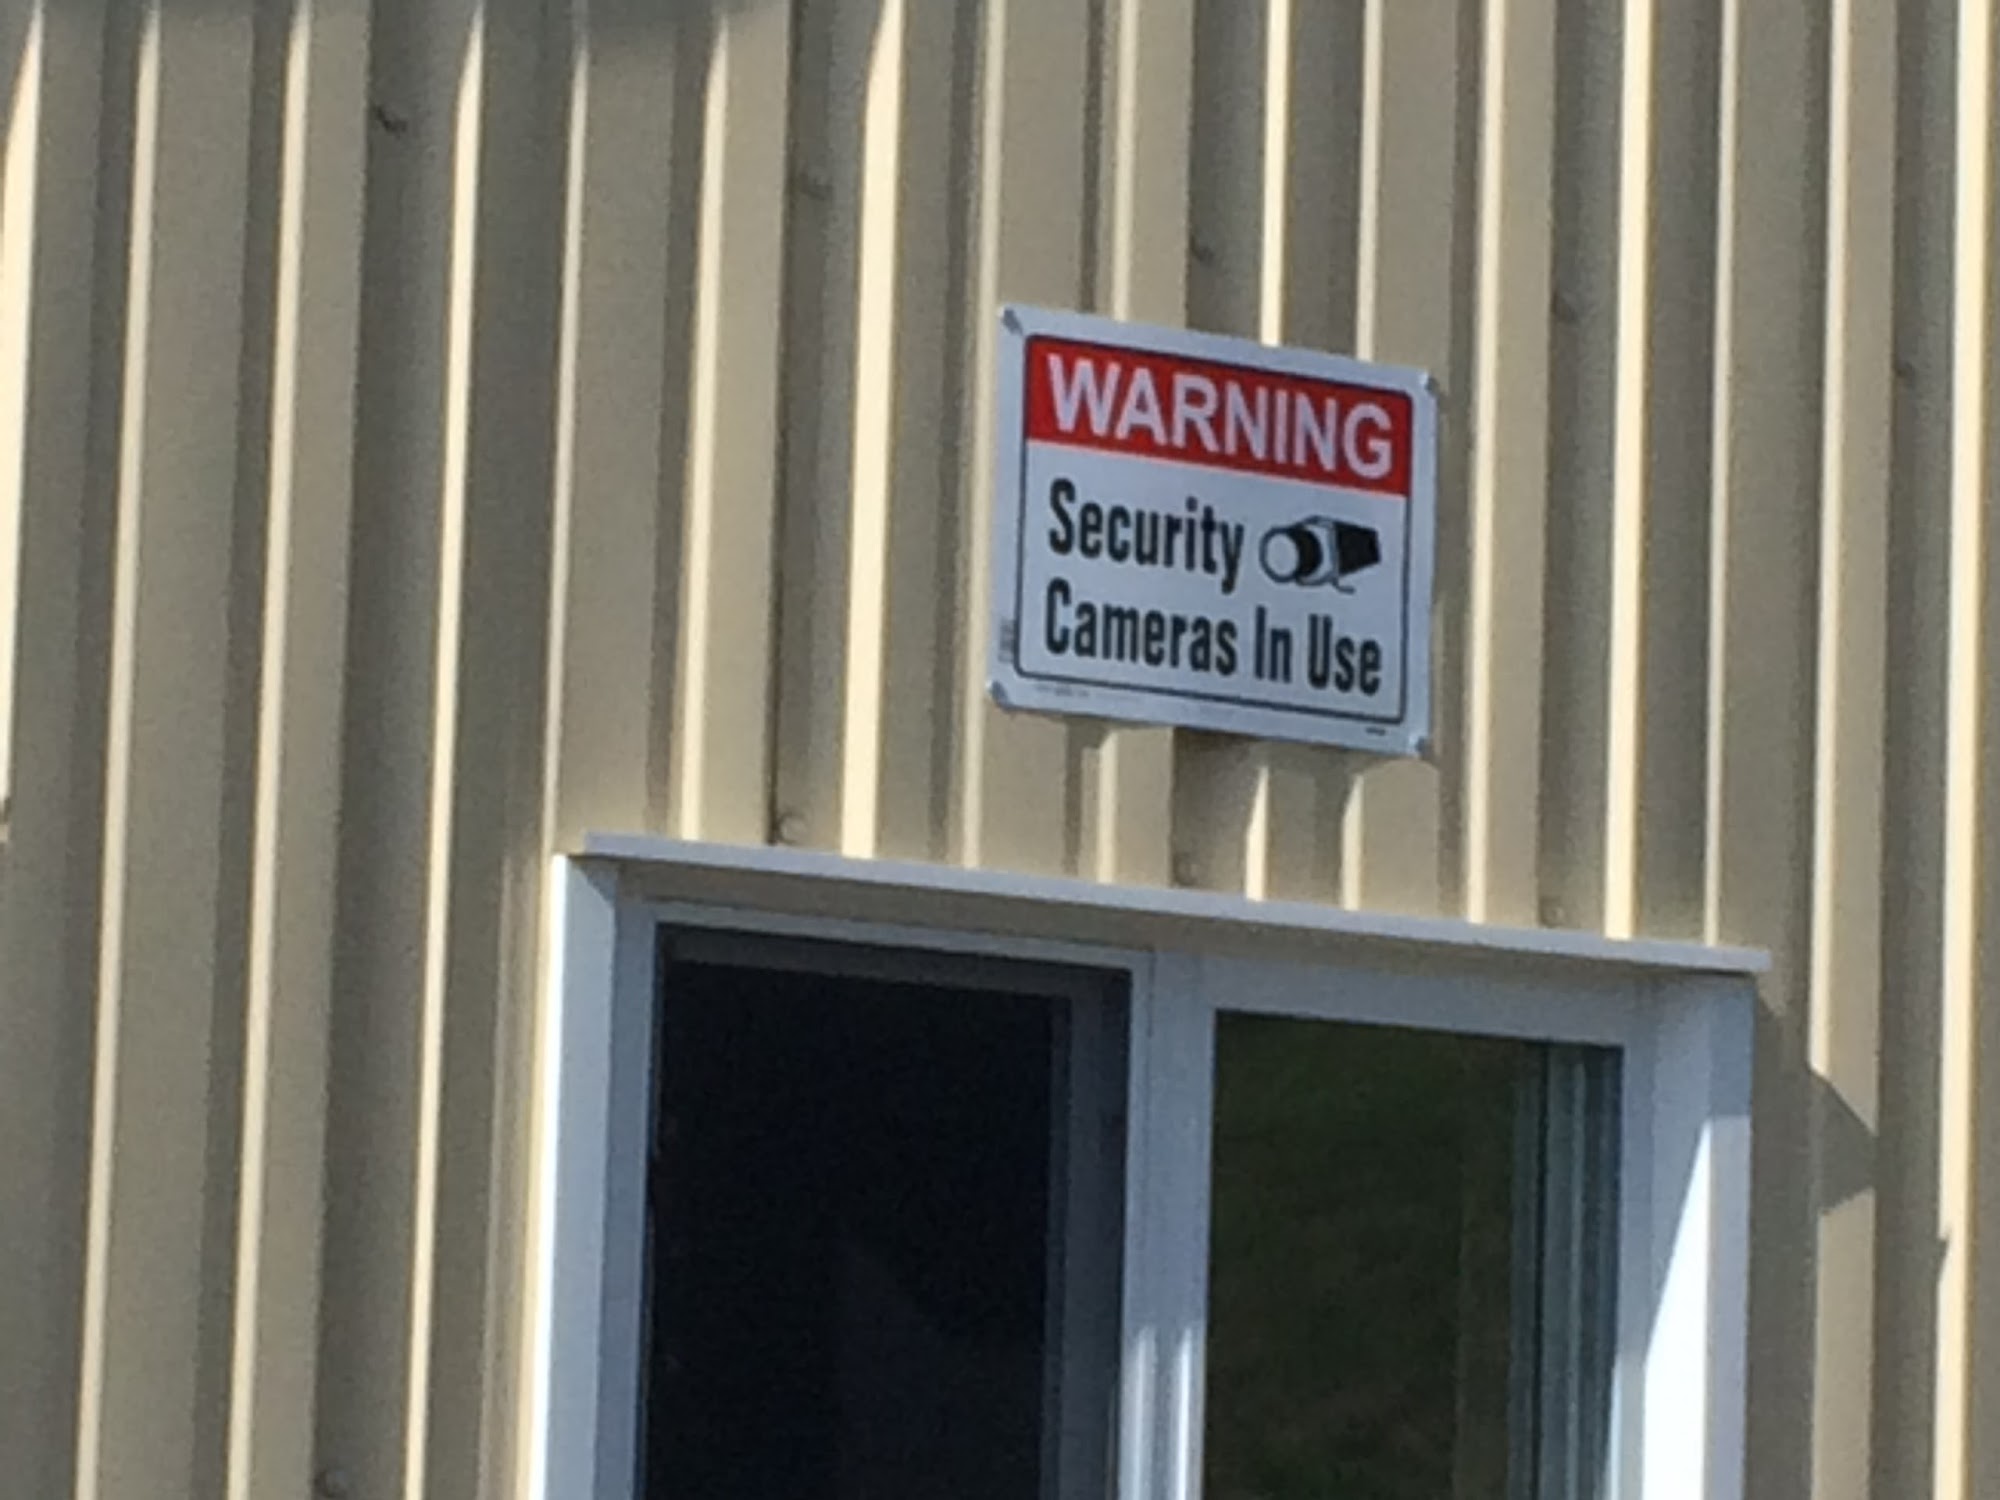 WARNING
Security
Cameras In Use